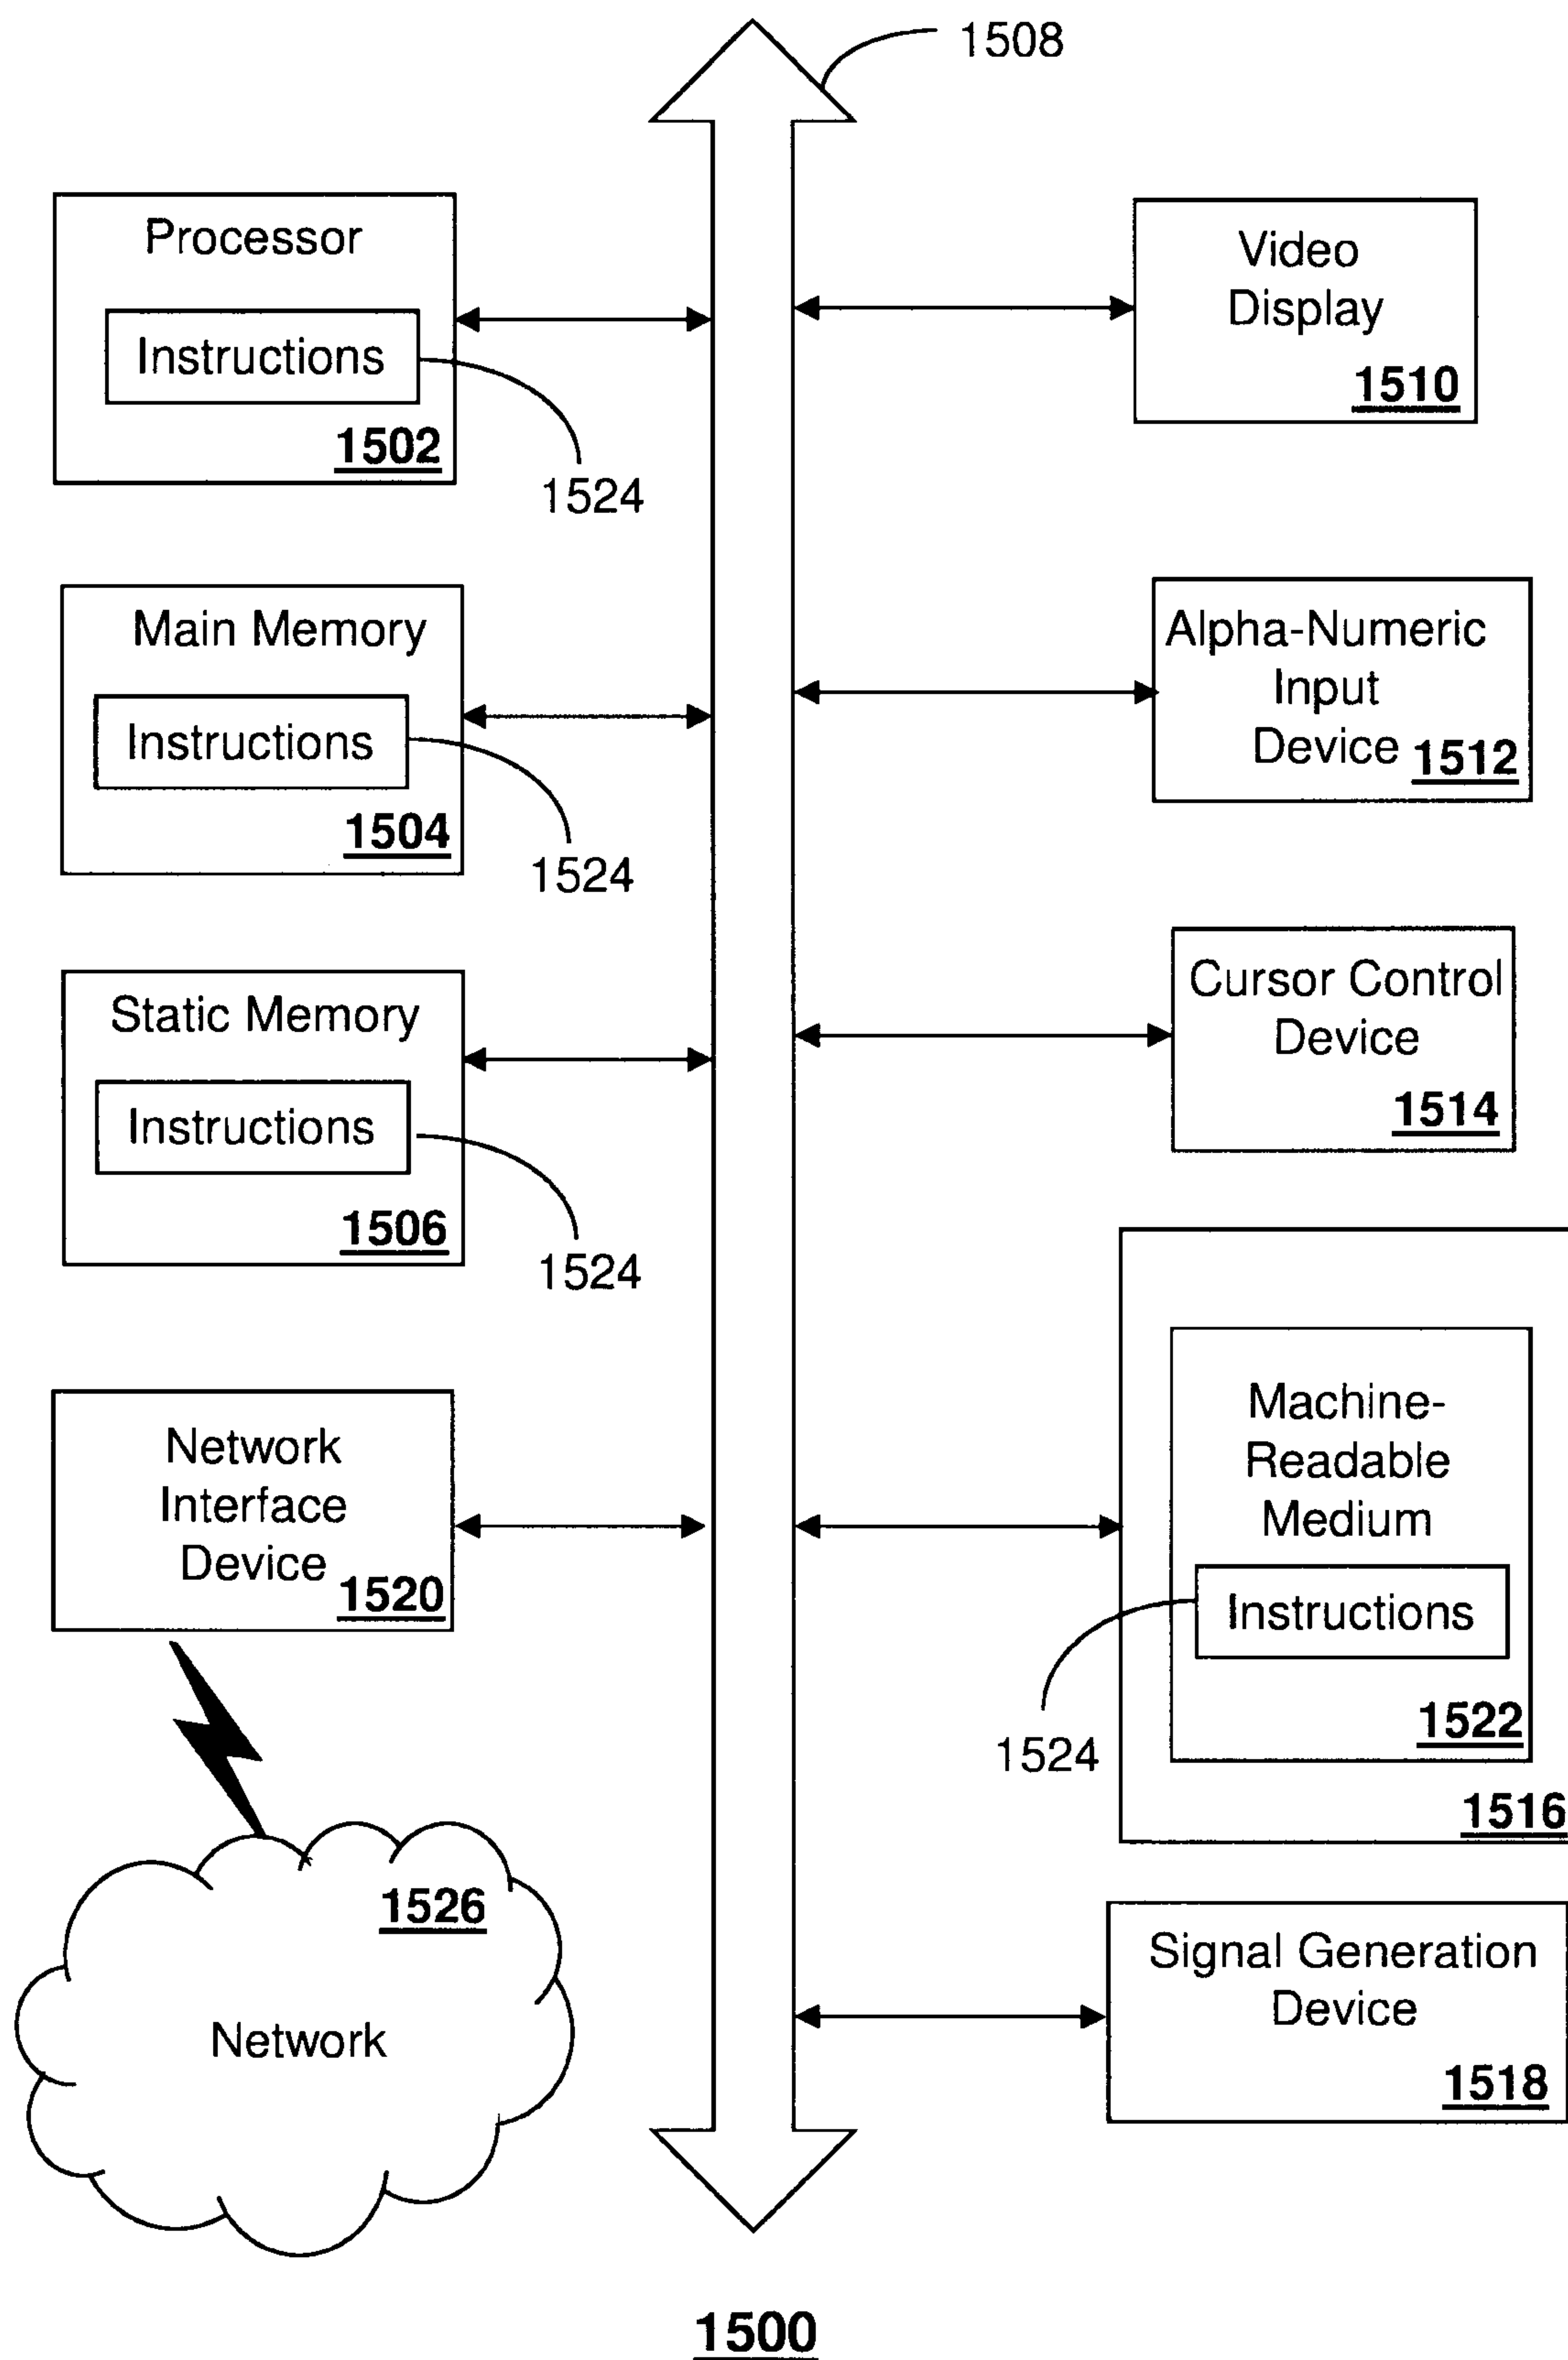 1508
Processor
Instructions
1502
1524
Main Memory
Instructions
1504
1524
Static Memory
Instructions
1506
1524
Network
Interface
Device
1520
1526
Network
Video
Display
1510
Alpha-Numeric
Input
Device
1512
Cursor Control
Device
1514
Machine-
Readable
Medium
Instructions
1522
1524
1516
Signal Generation
Device
1518
1500